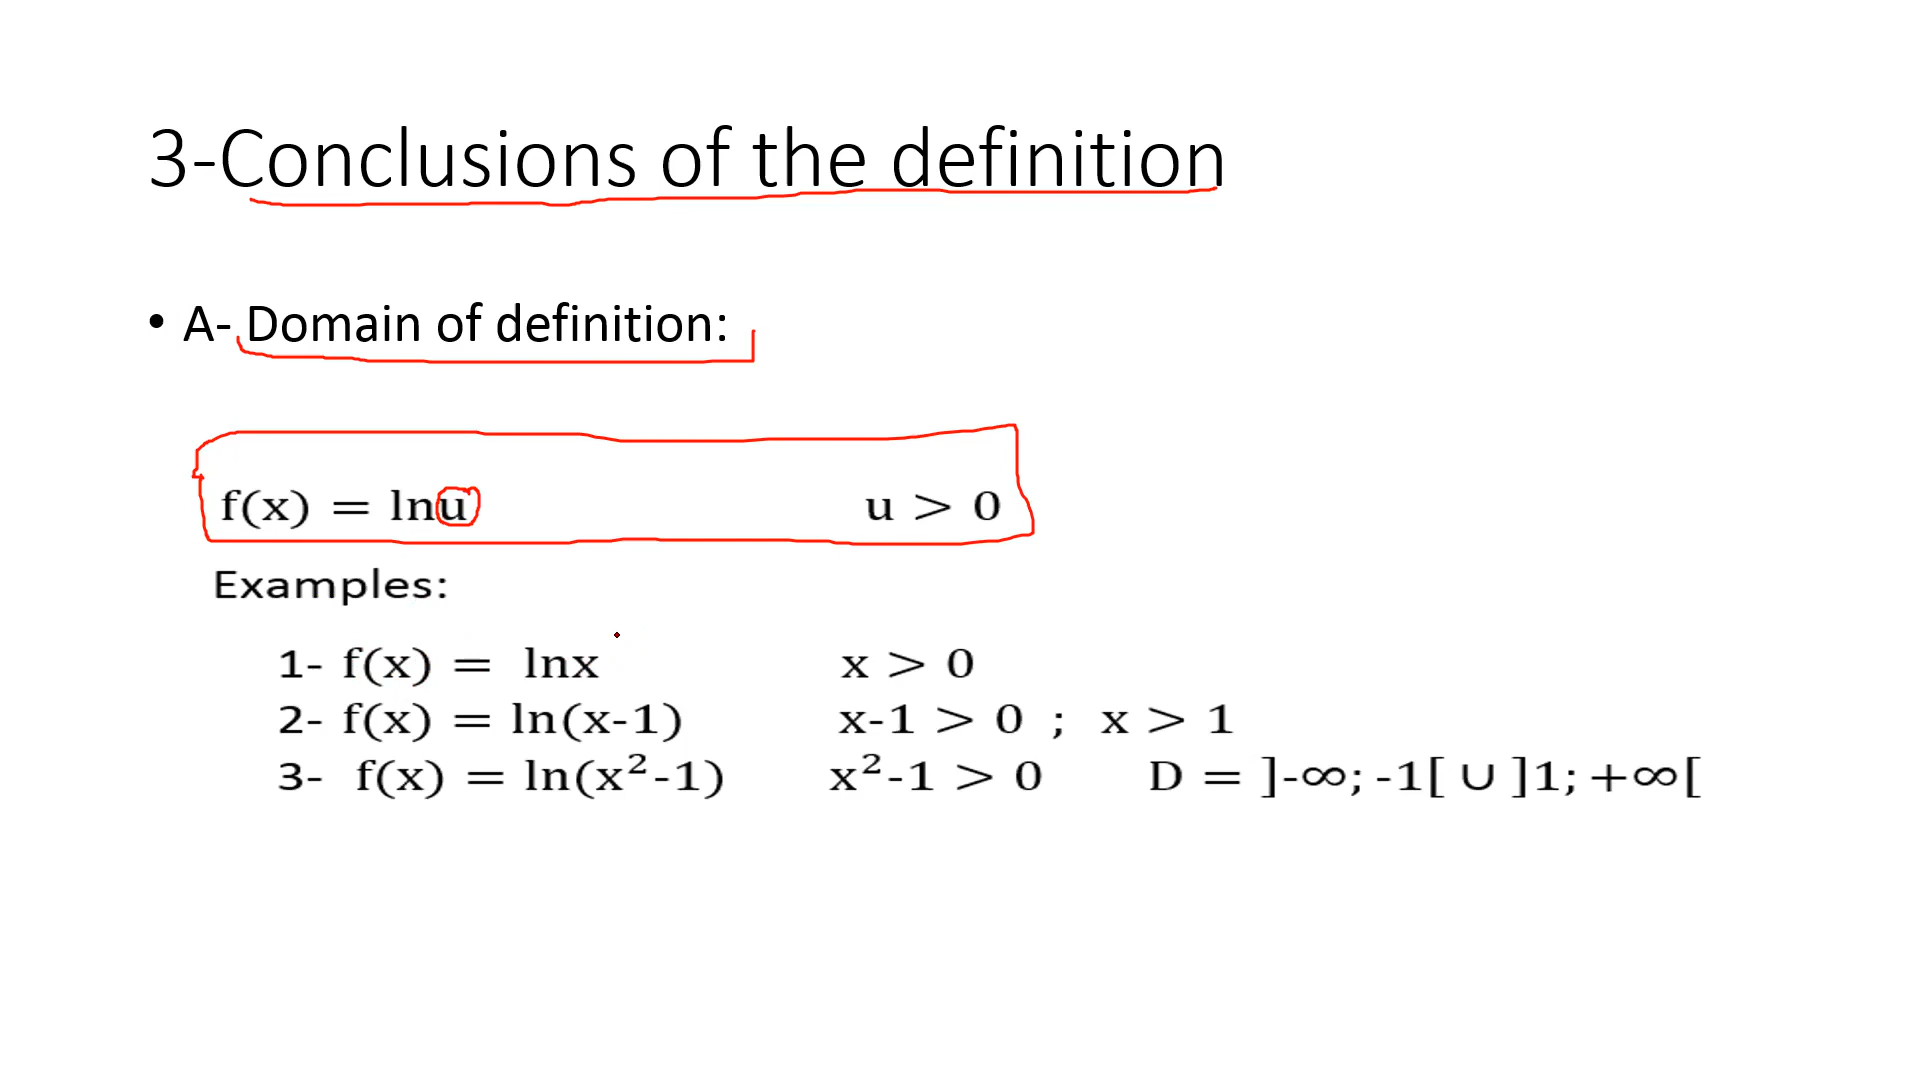 3-Conclusions of the definition
• A- Domain of definition:
f(x) = lnu u > 0
Examples:
1- f(x) = lnx x > 0
2- f(x) = ln(x-1) x-1 > 0 ; x > 1
3- f(x) = ln(x²-1) x²-1 > 0 D = ]-∞; -1[ ∪ ]1; +∞[